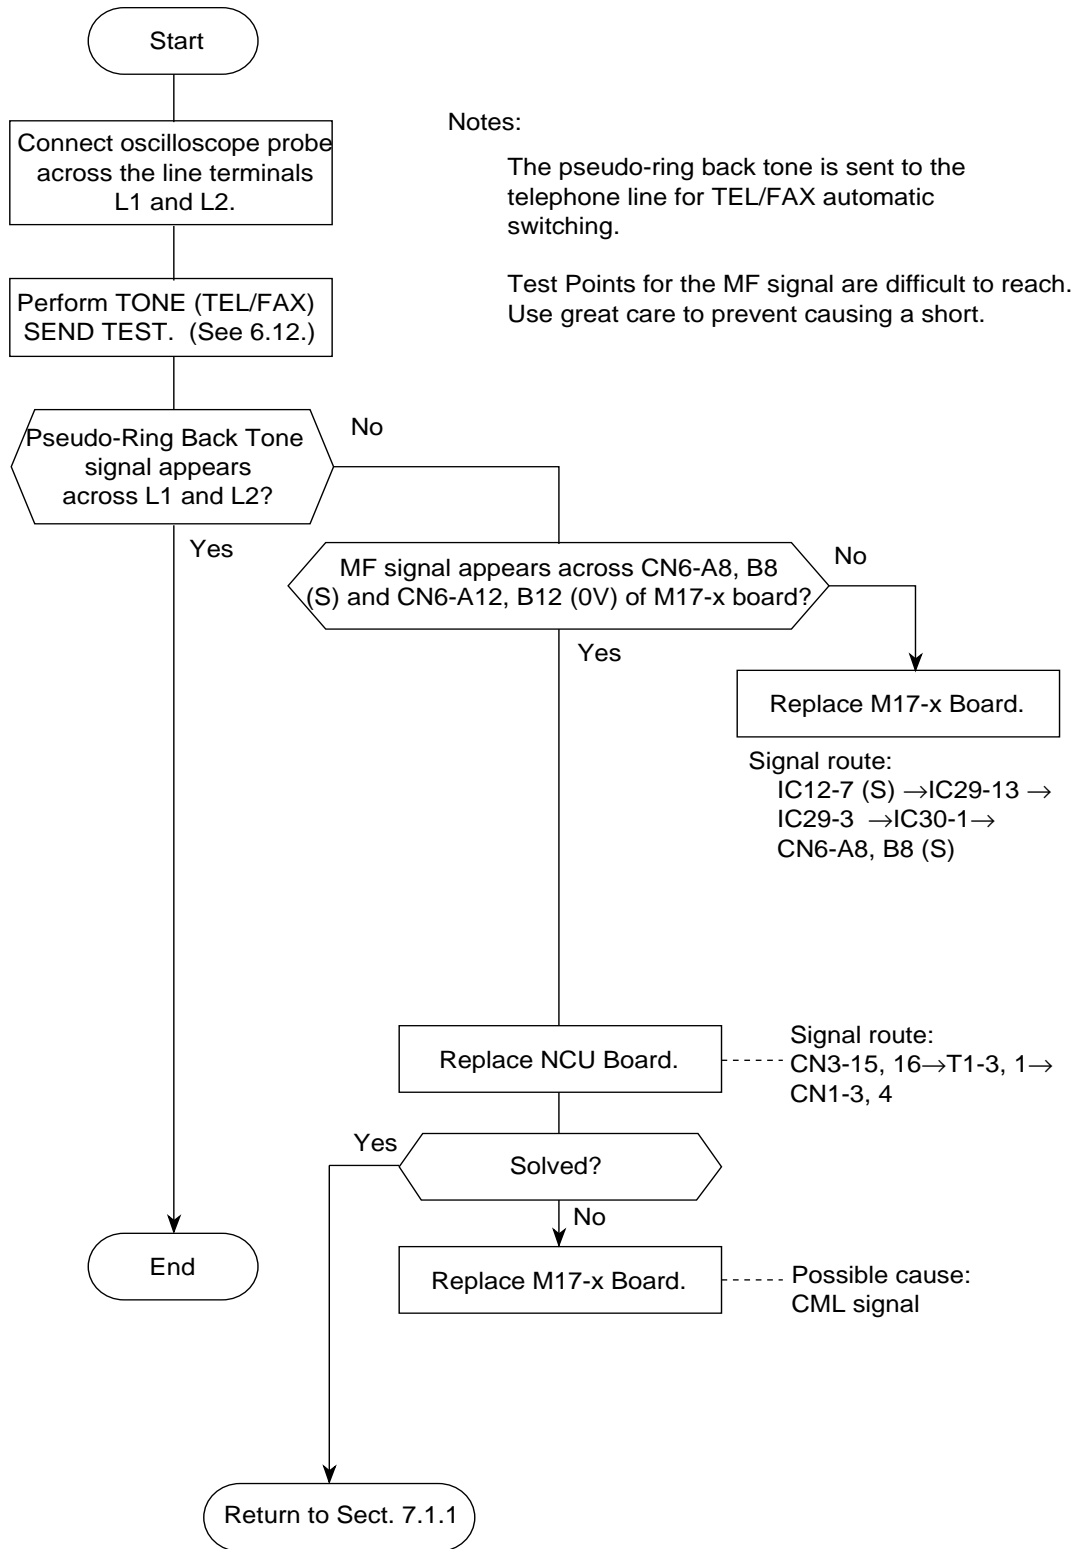 Start
Connect oscilloscope probe
across the line terminals
L1 and L2.
Notes:
The pseudo-ring back tone is sent to the
telephone line for TEL/FAX automatic
switching.
Test Points for the MF signal are difficult to reach.
Use great care to prevent causing a short.
Perform TONE (TEL/FAX)
SEND TEST. (See 6.12.)
Pseudo-Ring Back Tone
signal appears
across L1 and L2?
No
Yes
MF signal appears across CN6-A8, B8
(S) and CN6-A12, B12 (0V) of M17-x board?
No
Yes
Replace M17-x Board.
Signal route:
IC12-7 (S) →IC29-13 →
IC29-3 →IC30-1→
CN6-A8, B8 (S)
Replace NCU Board.
Signal route:
CN3-15, 16→T1-3, 1→
CN1-3, 4
Yes
Solved?
No
End
Replace M17-x Board.
Possible cause:
CML signal
Return to Sect. 7.1.1